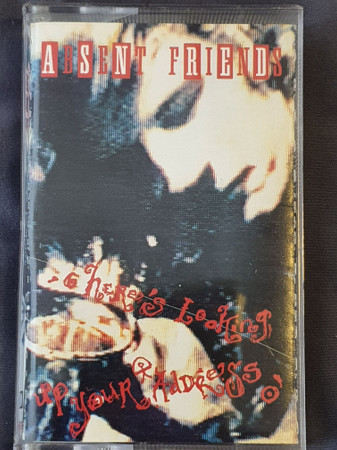 ABSENT FRIENDS
HERE'S LOOKING
UP YOUR ADDRESS